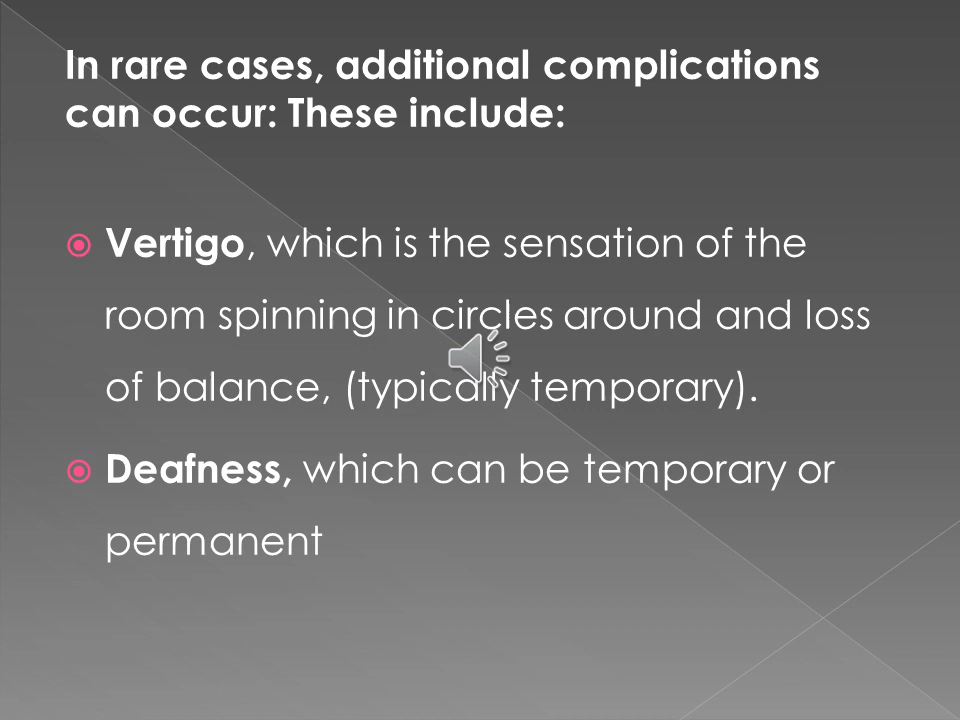 In rare cases, additional complications
can occur: These include:
Vertigo, which is the sensation of the
room spinning in circles around and loss
of balance, (typically temporary).
Deafness, which can be temporary or
permanent